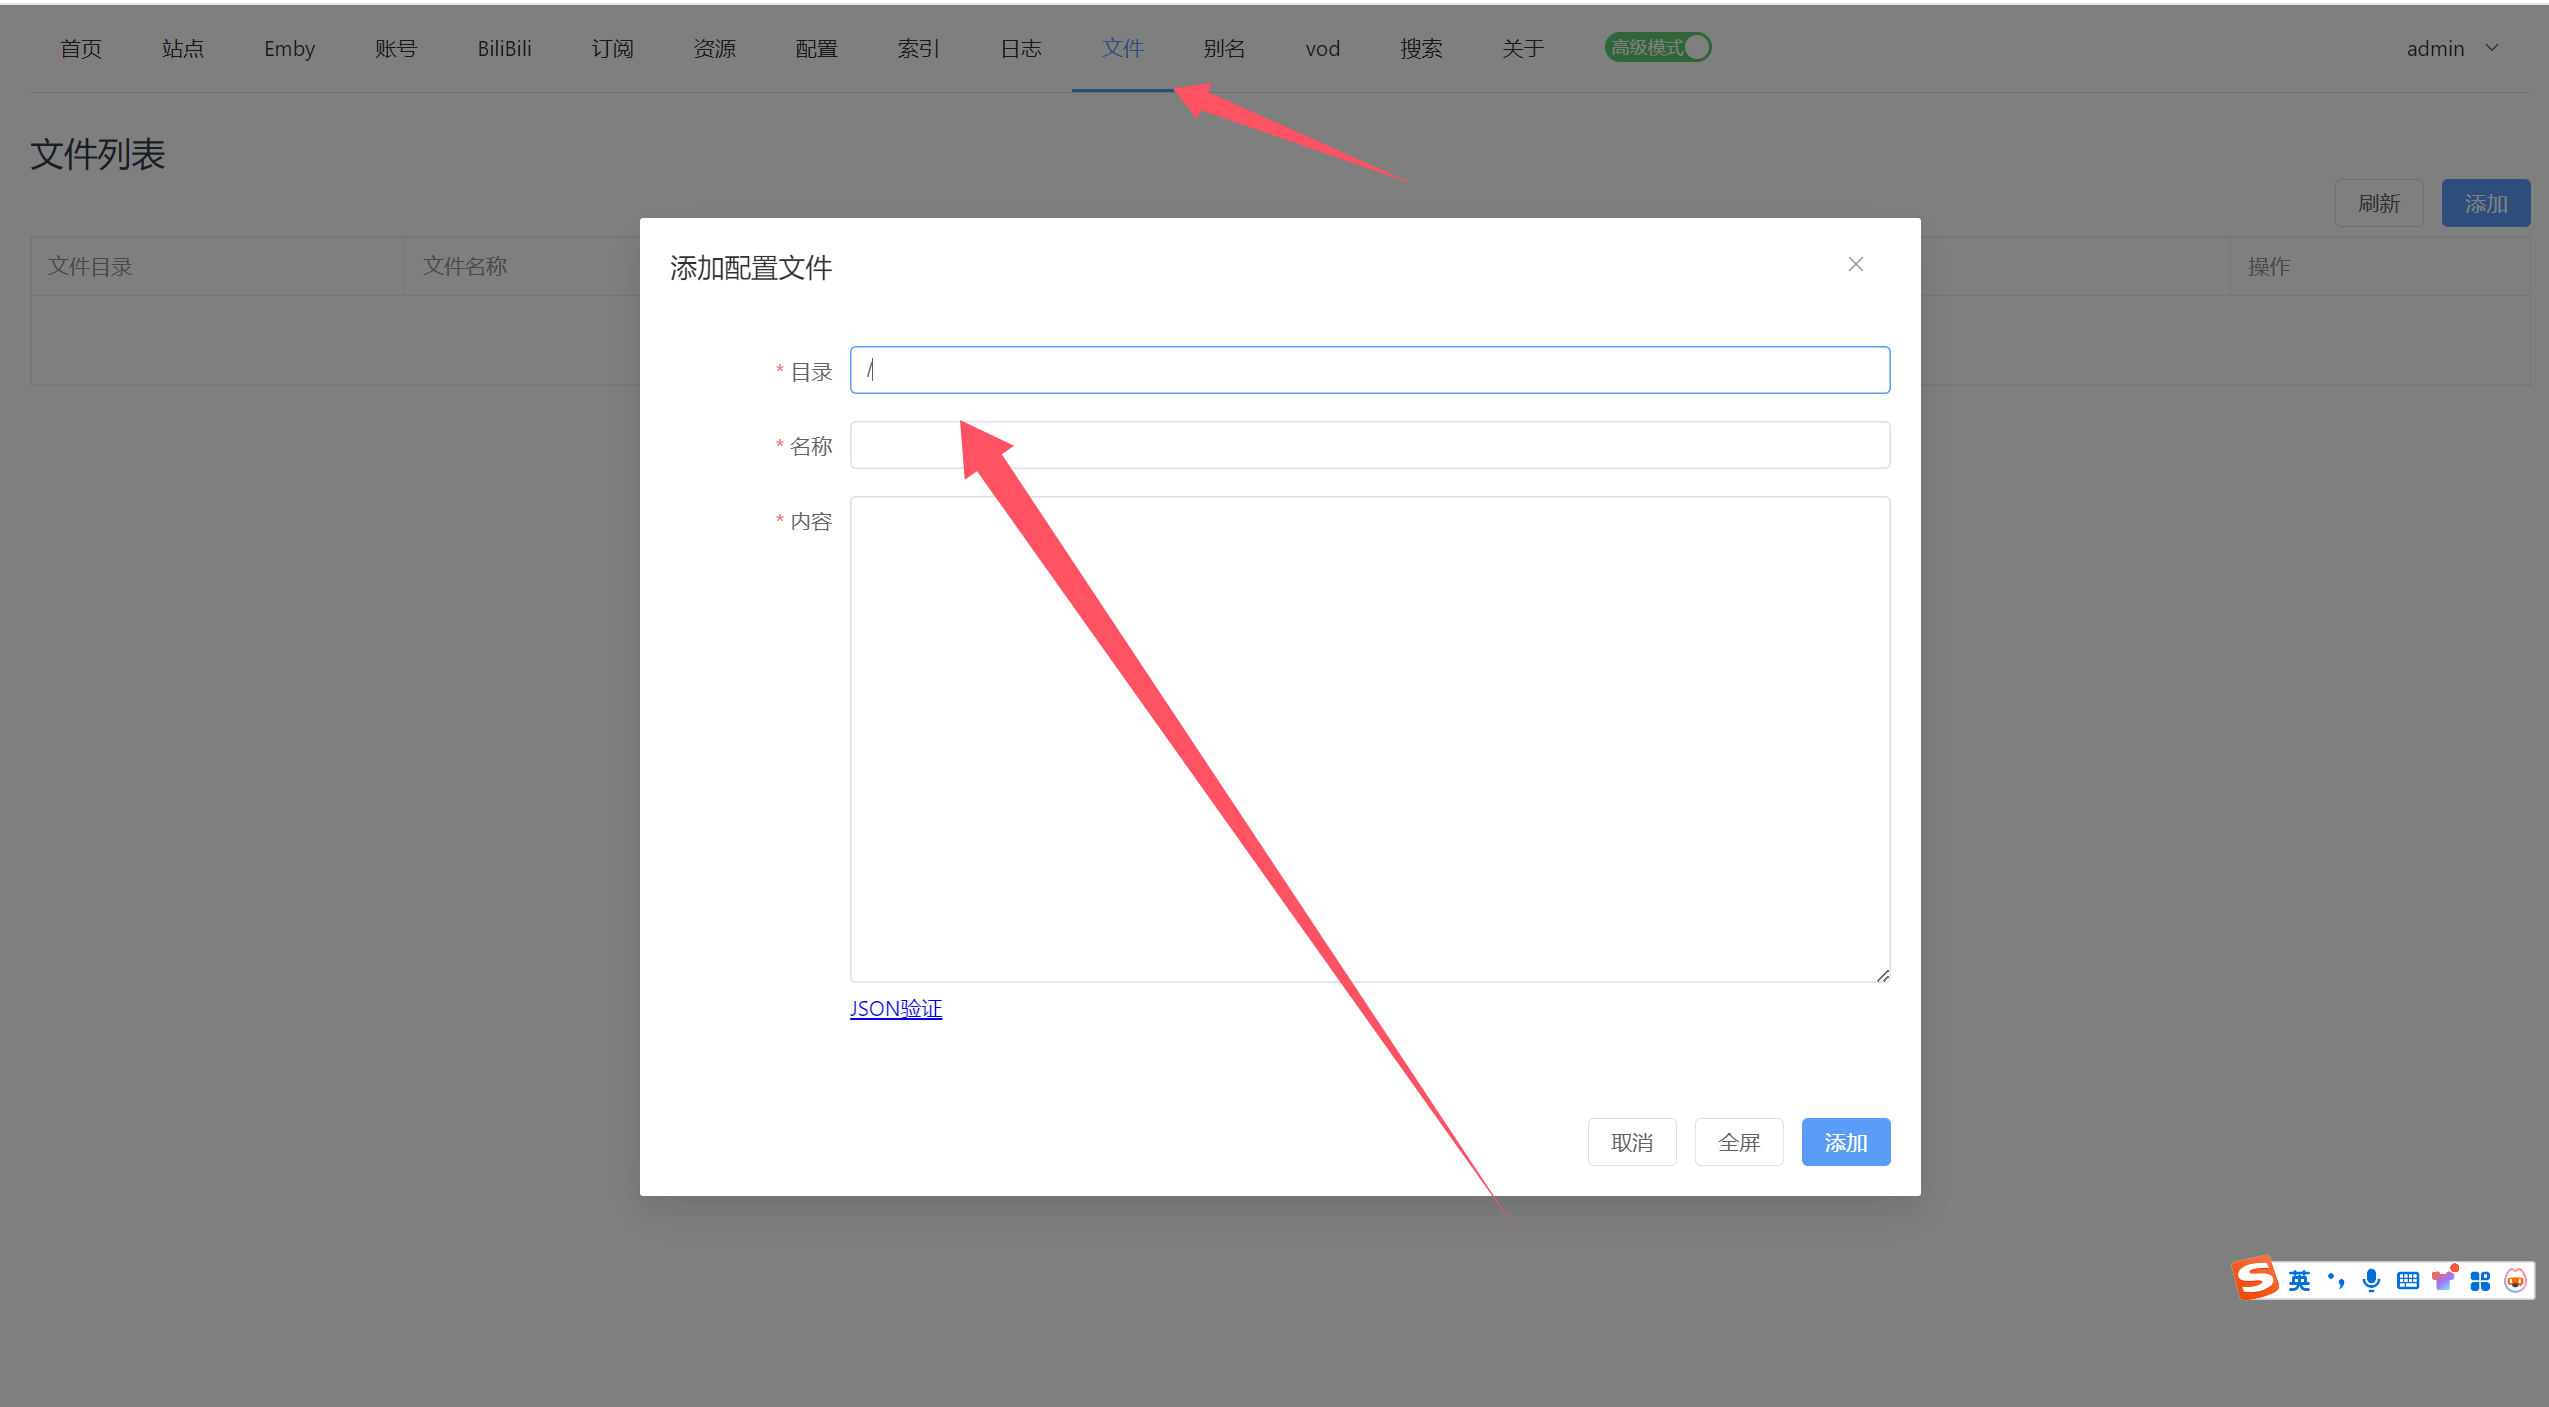 首页 站点 Emby 账号 BiliBili 订阅 资源 配置 索引 日志 文件 别名 vod 搜索 关于 高级模式 admin
文件列表
刷新 添加
文件目录 文件名称 操作
添加配置文件
* 目录 /
* 名称
* 内容
JSON验证
取消 全屏 添加
英